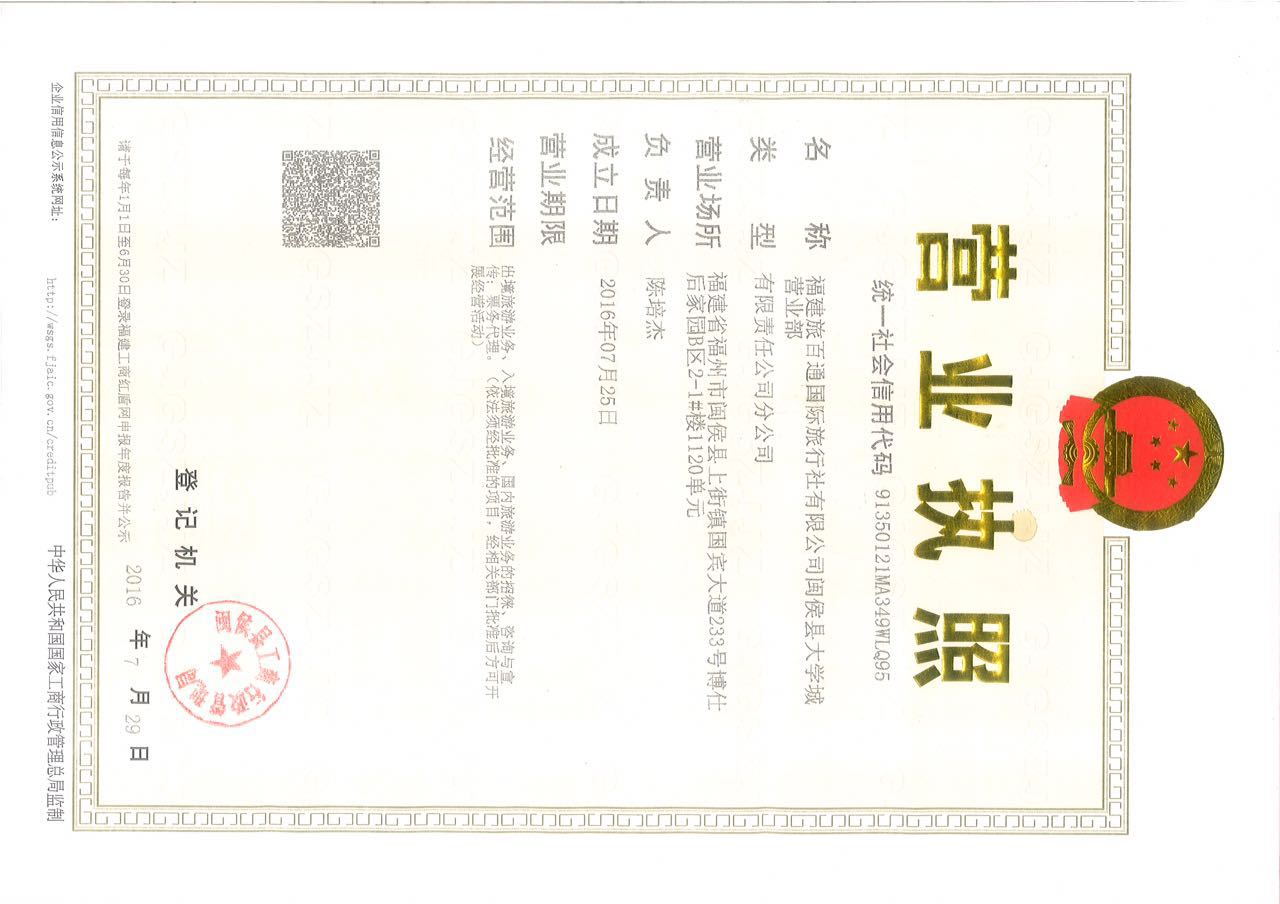 营业执照
统一社会信用代码 91350121MA349WLQ95
名称 福建旅百通国际旅行社有限公司闽侯县大学城
营业部
类型 有限责任公司分公司
营业场所 福建省福州市闽侯县上街镇国宾大道233号博仕
后家园B区2-1#楼1120单元
负责人 陈培杰
成立日期 2016年07月25日
营业期限
经营范围 出境旅游业务、入境旅游业务、国内旅游业务的招徕、咨询与宣
传；票务代理。（依法须经批准的项目，经相关部门批准后方可开
展经营活动）
登记机关
闽侯县工商行政管理局
2016 年 7 月 29 日
请于每年1月1日至6月30日登录福建工商红盾网申报年度报告并公示
企业信用信息公示系统网址： http://wsgs.fjaic.gov.cn/creditpub 中华人民共和国国家工商行政管理总局监制